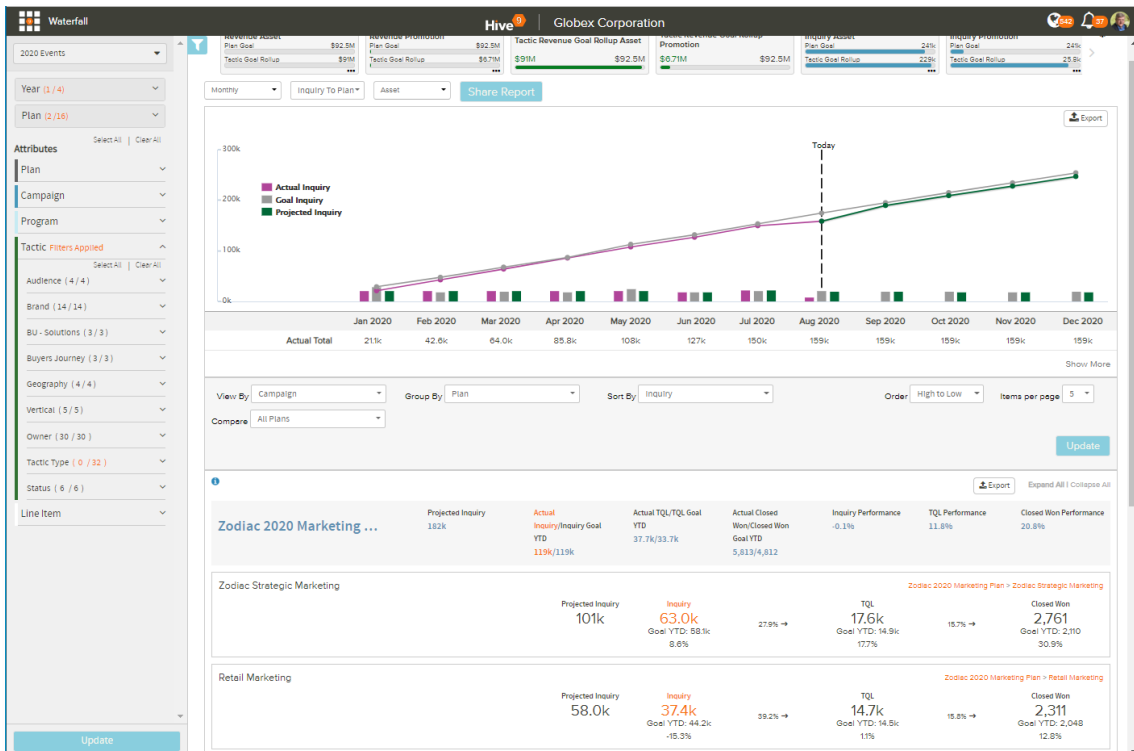 Waterfall
Hive9
Globex Corporation
542
37
2020 Events
Year (1 / 4)
Plan (2 /16)
Select All | Clear All
Attributes
Plan
Campaign
Program
Tactic Filters Applied
Select All | Clear All
Audience ( 4 / 4 )
Brand ( 14 / 14 )
BU - Solutions ( 3 / 3 )
Buyers Journey ( 3 / 3 )
Geography ( 4 / 4 )
Vertical ( 5 / 5 )
Owner ( 30 / 30 )
Tactic Type ( 0 / 32 )
Status ( 6 / 6 )
Line Item
Update
Revenue Asset
Plan Goal $92.5M
Tactic Goal Rollup $91M
Revenue Promotion
Plan Goal $92.5M
Tactic Goal Rollup $6.71M
Tactic Revenue Goal Rollup Asset
$91M $92.5M
Tactic Revenue Goal Rollup
Promotion
$6.71M $92.5M
Inquiry Asset
Plan Goal 241k
Tactic Goal Rollup 229k
Inquiry Promotion
Plan Goal 241k
Tactic Goal Rollup 25.8k
Monthly
Inquiry To Plan
Asset
Share Report
Export
300k
200k
100k
0k
Actual Inquiry
Goal Inquiry
Projected Inquiry
Today
Jan 2020 Feb 2020 Mar 2020 Apr 2020 May 2020 Jun 2020 Jul 2020 Aug 2020 Sep 2020 Oct 2020 Nov 2020 Dec 2020
Actual Total 21.1k 42.6k 64.0k 85.8k 108k 127k 150k 159k 159k 159k 159k 159k
Show More
View By Campaign
Group By Plan
Sort By Inquiry
Order High to Low
Items per page 5
Compare All Plans
Update
Export
Expand All | Collapse All
Zodiac 2020 Marketing ...
Projected Inquiry
182k
Actual
Inquiry/Inquiry Goal
YTD
119k/119k
Actual TQL/TQL Goal
YTD
37.7k/33.7k
Actual Closed
Won/Closed Won
Goal YTD
5,813/4,812
Inquiry Performance
-0.1%
TQL Performance
11.8%
Closed Won Performance
20.8%
Zodiac Strategic Marketing
Zodiac 2020 Marketing Plan > Zodiac Strategic Marketing
Projected Inquiry
101k
Inquiry
63.0k
Goal YTD: 58.1k
8.6%
27.9% →
TQL
17.6k
Goal YTD: 14.9k
17.7%
15.7% →
Closed Won
2,761
Goal YTD: 2,110
30.9%
Retail Marketing
Zodiac 2020 Marketing Plan > Retail Marketing
Projected Inquiry
58.0k
Inquiry
37.4k
Goal YTD: 44.2k
-15.3%
39.2% →
TQL
14.7k
Goal YTD: 14.5k
1.1%
15.8% →
Closed Won
2,311
Goal YTD: 2,048
12.8%